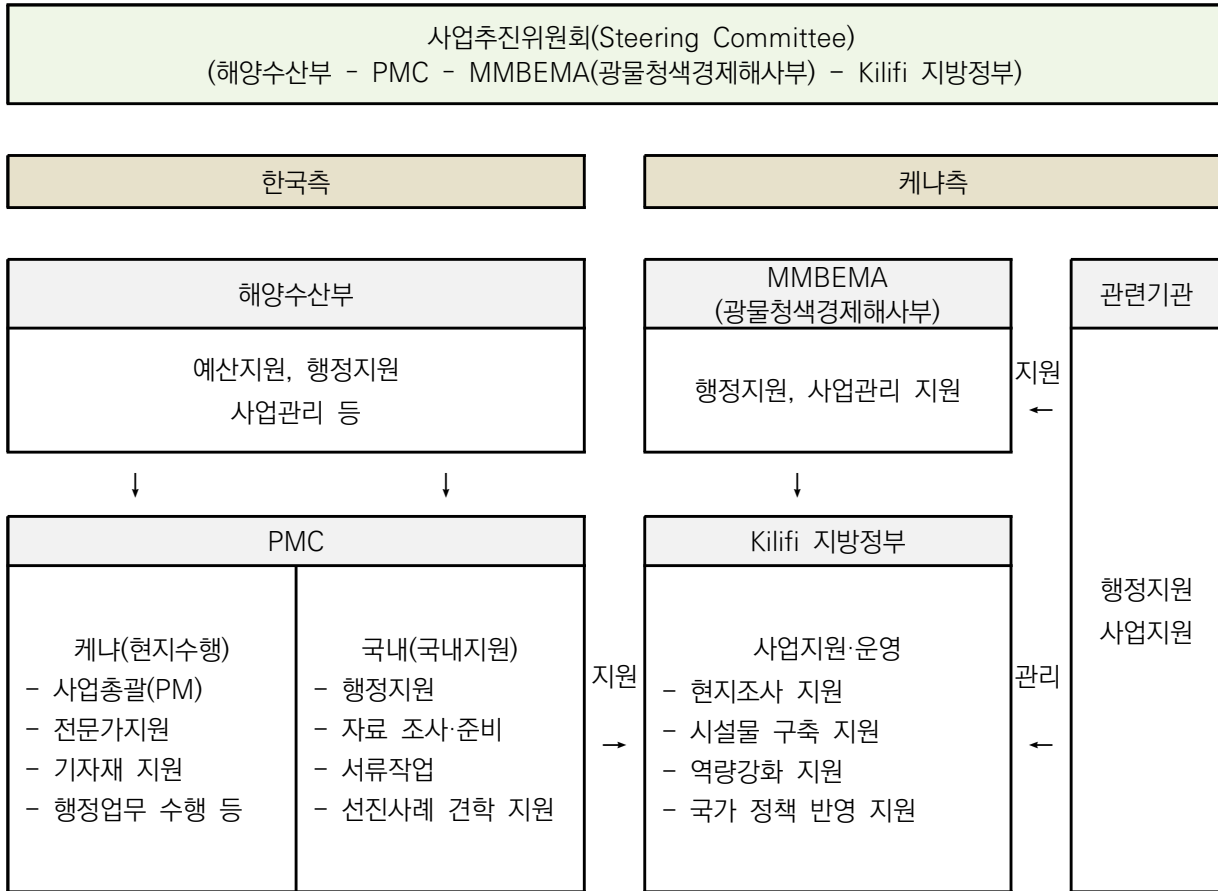 사업추진위원회(Steering Committee)
(해양수산부 - PMC - MMBEMA(광물청색경제해사부) - Kilifi 지방정부)
한국측
케냐측
해양수산부
예산지원, 행정지원
사업관리 등
MMBEMA
(광물청색경제해사부)
행정지원, 사업관리 지원
지원
←
관련기관
행정지원
사업지원
↓
↓
↓
PMC
케냐(현지수행)
- 사업총괄(PM)
- 전문가지원
- 기자재 지원
- 행정업무 수행 등
국내(국내지원)
- 행정지원
- 자료 조사·준비
- 서류작업
- 선진사례 견학 지원
지원
→
Kilifi 지방정부
사업지원·운영
- 현지조사 지원
- 시설물 구축 지원
- 역량강화 지원
- 국가 정책 반영 지원
관리
←